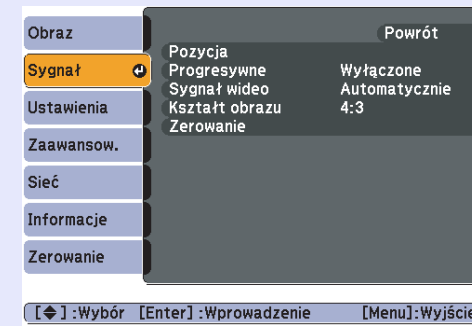 Obraz
Sygnał
Ustawienia
Zaawansow.
Sieć
Informacje
Zerowanie
Powrót
Pozycja
Progresywne Wyłączone
Sygnał wideo Automatycznie
Kształt obrazu 4:3
Zerowanie
[◆] :Wybór [Enter] :Wprowadzenie [Menu]:Wyjście